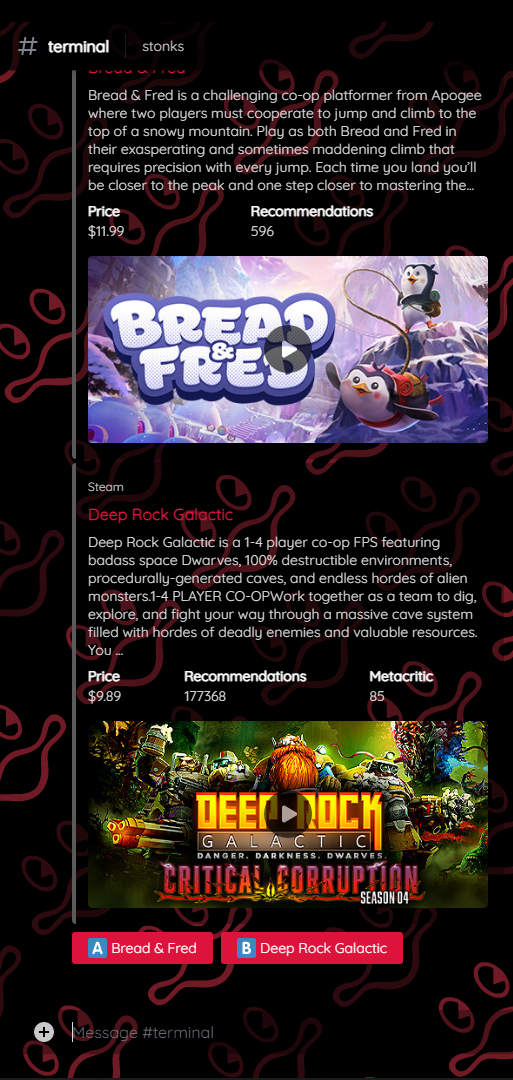 terminal
stonks
Bread & Fred
Bread & Fred is a challenging co-op platformer from Apogee
where two players must cooperate to jump and climb to the
top of a snowy mountain. Play as both Bread and Fred in
their exasperating and sometimes maddening climb that
requires precision with every jump. Each time you land you'll
be closer to the peak and one step closer to mastering the...
Price
Recommendations
$11.99
596
BREAD
&
FRED
Steam
Deep Rock Galactic
Deep Rock Galactic is a 1-4 player co-op FPS featuring
badass space Dwarves, 100% destructible environments,
procedurally-generated caves, and endless hordes of alien
monsters.1-4 PLAYER CO-OPWork together as a team to dig,
explore, and fight your way through a massive cave system
filled with hordes of deadly enemies and valuable resources.
You ...
Price
Recommendations
Metacritic
$9.89
177368
85
DEEP ROCK
GALACTIC
DANGER. DARKNESS. DWARVES.
CRITICAL CORRUPTION
SEASON 04
A Bread & Fred
B Deep Rock Galactic
Message #terminal